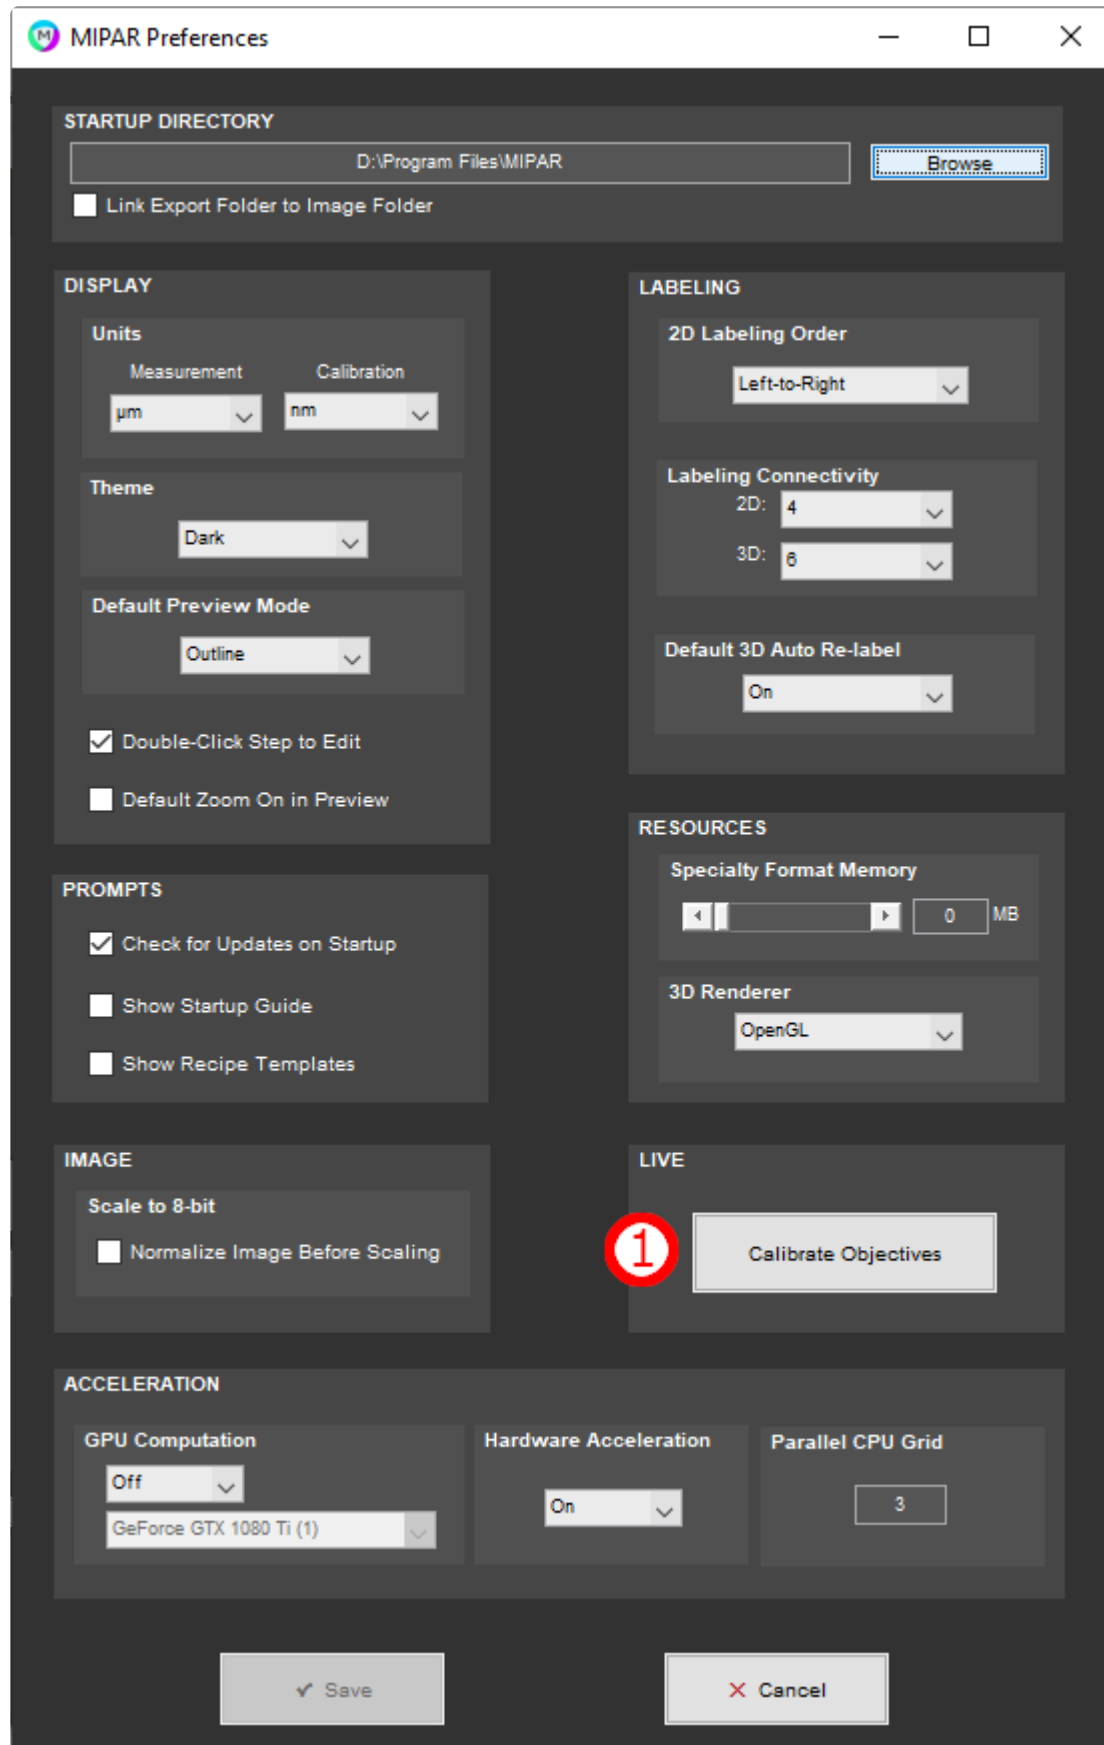 MIPAR Preferences
STARTUP DIRECTORY
D:\Program Files\MIPAR
Browse
Link Export Folder to Image Folder
DISPLAY
Units
Measurement
Calibration
µm
nm
Theme
Dark
Default Preview Mode
Outline
Double-Click Step to Edit
Default Zoom On in Preview
LABELING
2D Labeling Order
Left-to-Right
Labeling Connectivity
2D: 4
3D: 6
Default 3D Auto Re-label
On
PROMPTS
Check for Updates on Startup
Show Startup Guide
Show Recipe Templates
RESOURCES
Specialty Format Memory
0 MB
3D Renderer
OpenGL
IMAGE
Scale to 8-bit
Normalize Image Before Scaling
LIVE
1
Calibrate Objectives
ACCELERATION
GPU Computation
Off
GeForce GTX 1080 Ti (1)
Hardware Acceleration
On
Parallel CPU Grid
3
Save
Cancel